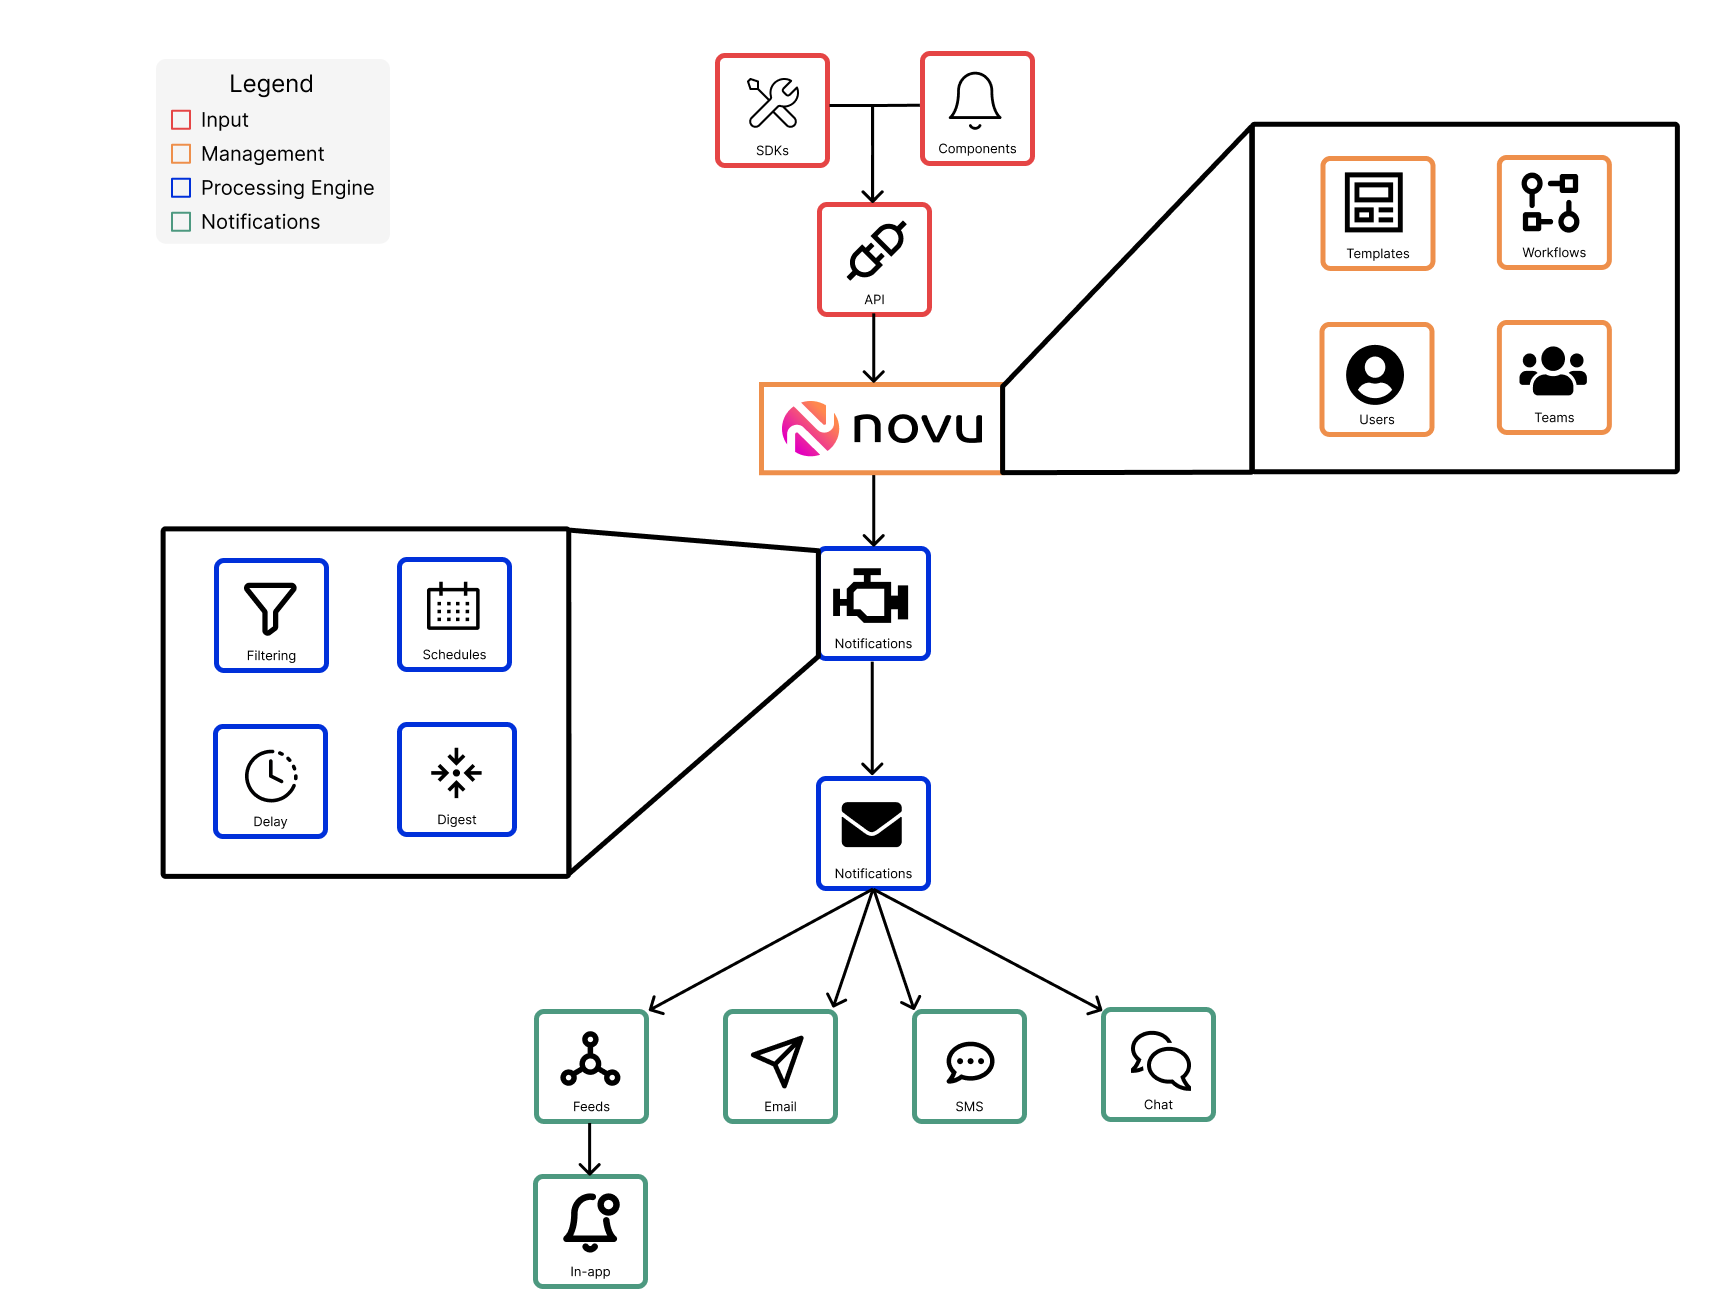 Legend
Input
Management
Processing Engine
Notifications
SDKs
Components
API
novu
Templates
Workflows
Users
Teams
Notifications
Filtering
Schedules
Delay
Digest
Notifications
Feeds
Email
SMS
Chat
In-app